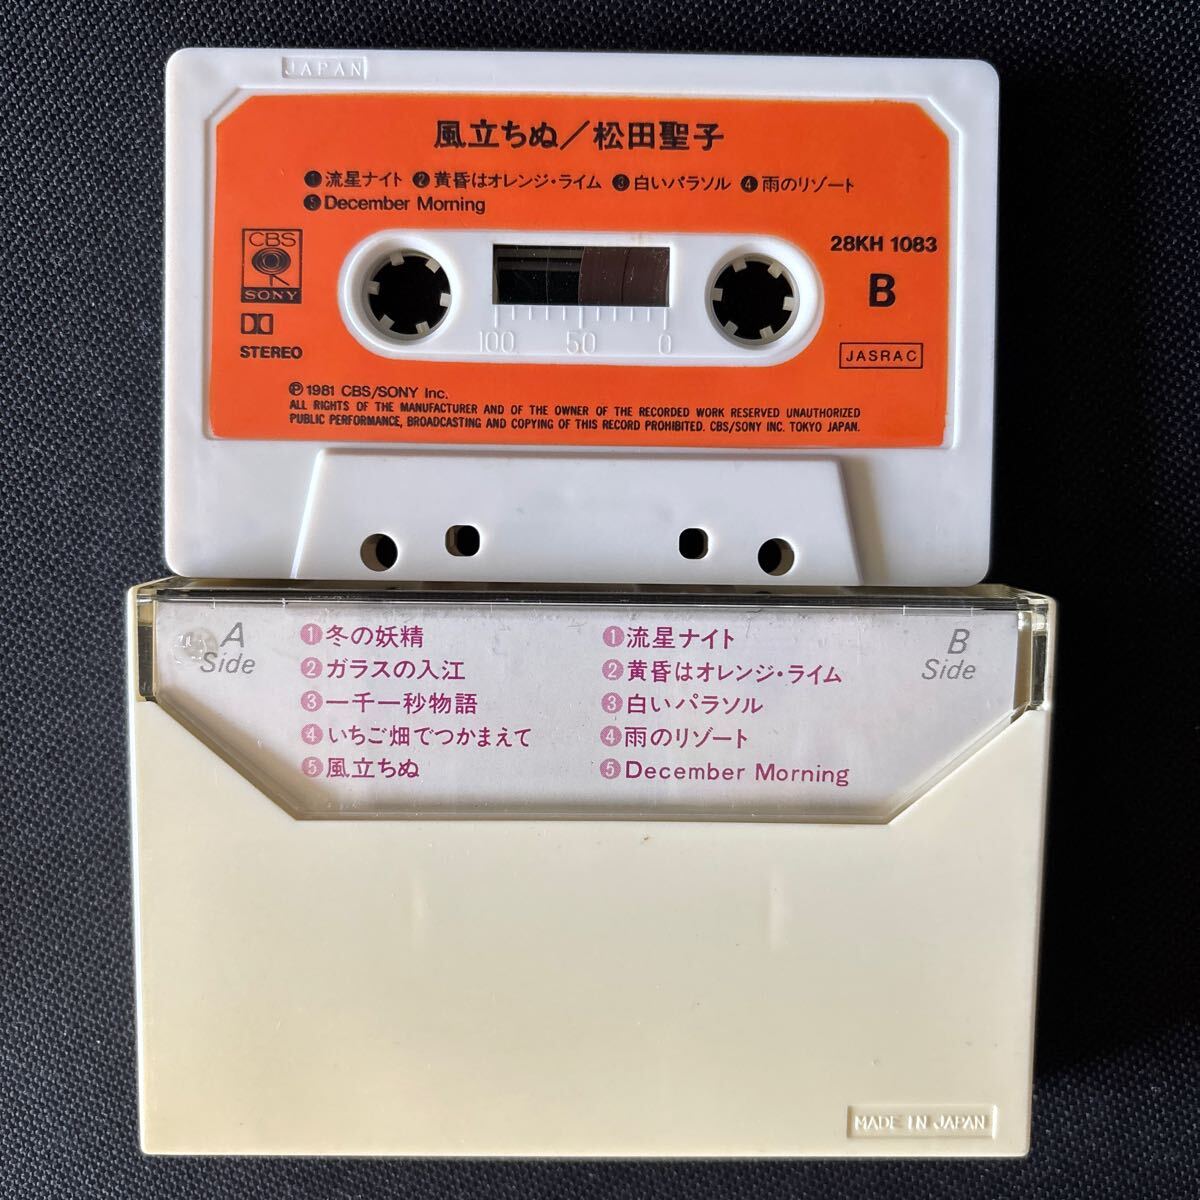 JAPAN
風立ちぬ/松田聖子
❶流星ナイト ❷黄昏はオレンジ・ライム ❸白いパラソル ❹雨のリゾート
❺December Morning
CBS
SONY
STEREO
28KH 1083
B
JASRAC
100 50 0
Ⓟ1981 CBS/SONY Inc.
ALL RIGHTS OF THE MANUFACTURER AND OF THE OWNER OF THE RECORDED WORK RESERVED UNAUTHORIZED
PUBLIC PERFORMANCE, BROADCASTING AND COPYING OF THIS RECORD PROHIBITED. CBS/SONY INC. TOKYO JAPAN.
A
Side
❶冬の妖精
❷ガラスの入江
❸一千一秒物語
❹いちご畑でつかまえて
❺風立ちぬ
❶流星ナイト
❷黄昏はオレンジ・ライム
❸白いパラソル
❹雨のリゾート
❺December Morning
B
Side
MADE IN JAPAN